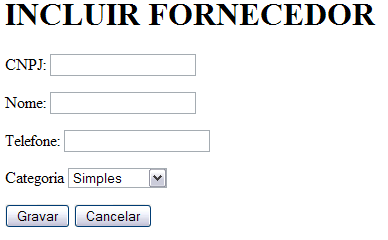 INCLUIR FORNECEDOR
CNPJ:
Nome:
Telefone:
Categoria Simples
Gravar Cancelar